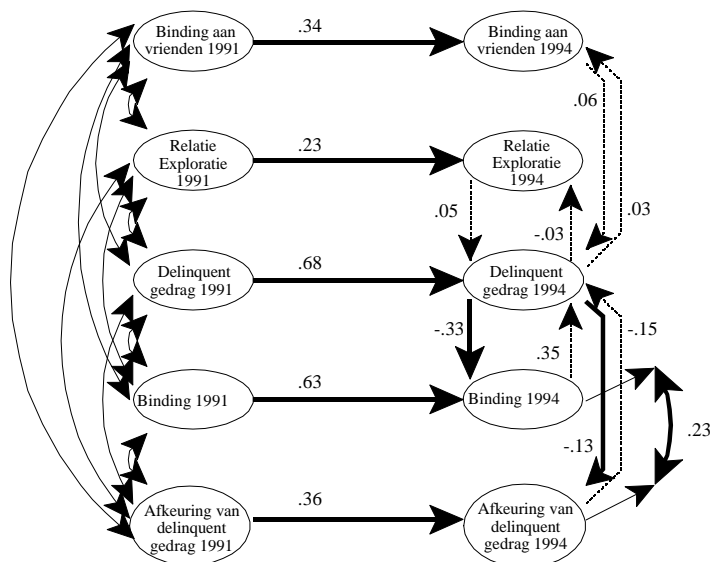 Binding aan
vrienden 1991
.34
Binding aan
vrienden 1994
.06
Relatie
Exploratie
1991
.23
Relatie
Exploratie
1994
.05
-.03
.03
Delinquent
gedrag 1991
.68
Delinquent
gedrag 1994
-.33
.35
-.15
Binding 1991
.63
Binding 1994
-.13
.23
Afkeuring van
delinquent
gedrag 1991
.36
Afkeuring van
delinquent
gedrag 1994